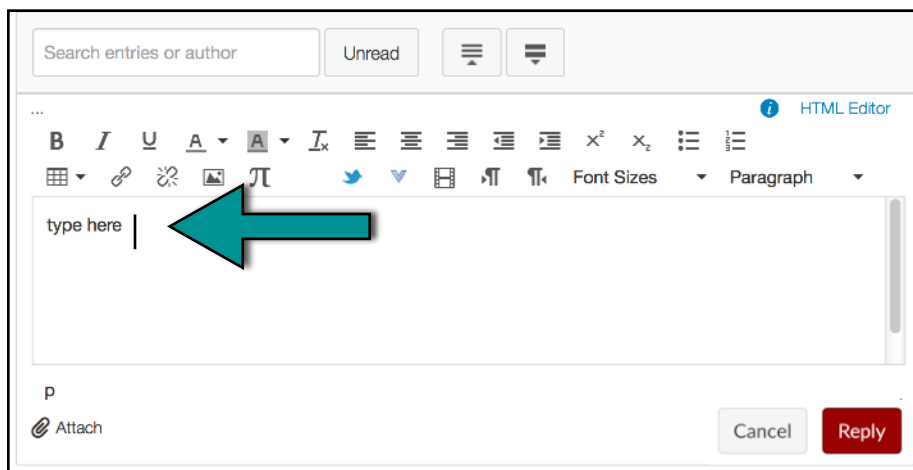 Search entries or author Unread
...
HTML Editor
B I U A A Tx x² x₂
π ¶ ¶ Font Sizes Paragraph
type here
p
Attach
Cancel Reply